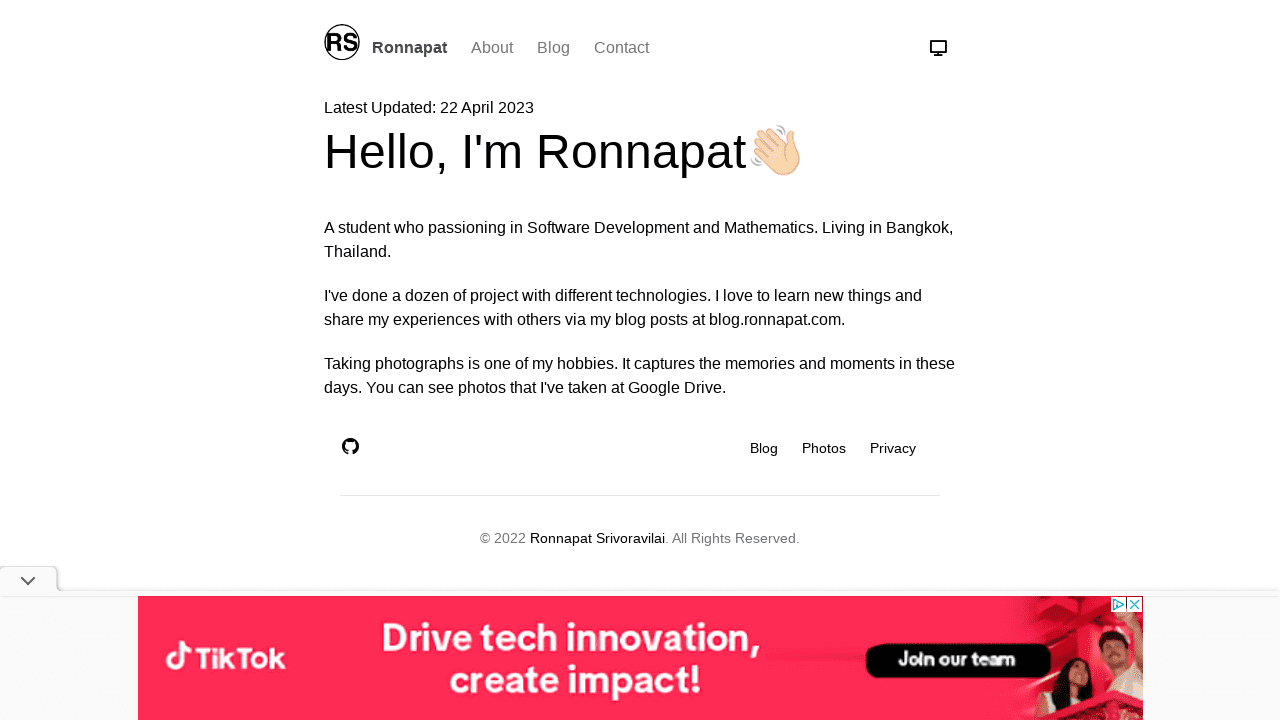 RS
Ronnapat About Blog Contact
Latest Updated: 22 April 2023
Hello, I'm Ronnapat👋🏻
A student who passioning in Software Development and Mathematics. Living in Bangkok,
Thailand.
I've done a dozen of project with different technologies. I love to learn new things and
share my experiences with others via my blog posts at blog.ronnapat.com.
Taking photographs is one of my hobbies. It captures the memories and moments in these
days. You can see photos that I've taken at Google Drive.
Blog Photos Privacy
© 2022 Ronnapat Srivoravilai. All Rights Reserved.
TikTok
Drive tech innovation,
create impact!
Join our team